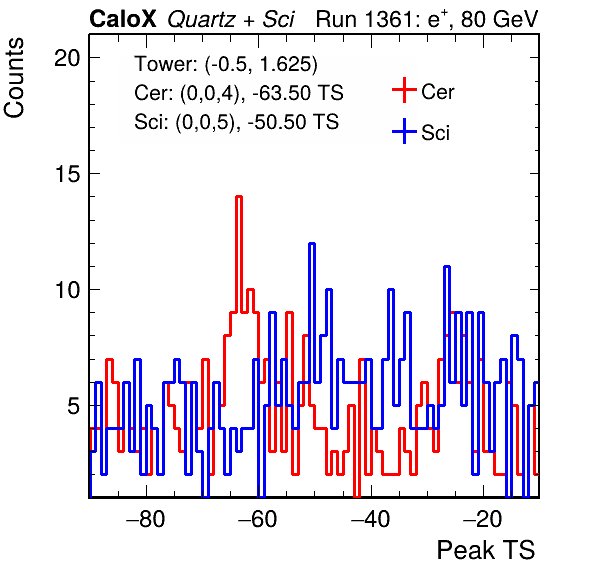 CaloX Quartz + Sci Run 1361: e+, 80 GeV
Counts
Tower: (-0.5, 1.625)
Cer: (0,0,4), -63.50 TS
Sci: (0,0,5), -50.50 TS
Cer
Sci
20
15
10
5
−80 −60 −40 −20
Peak TS